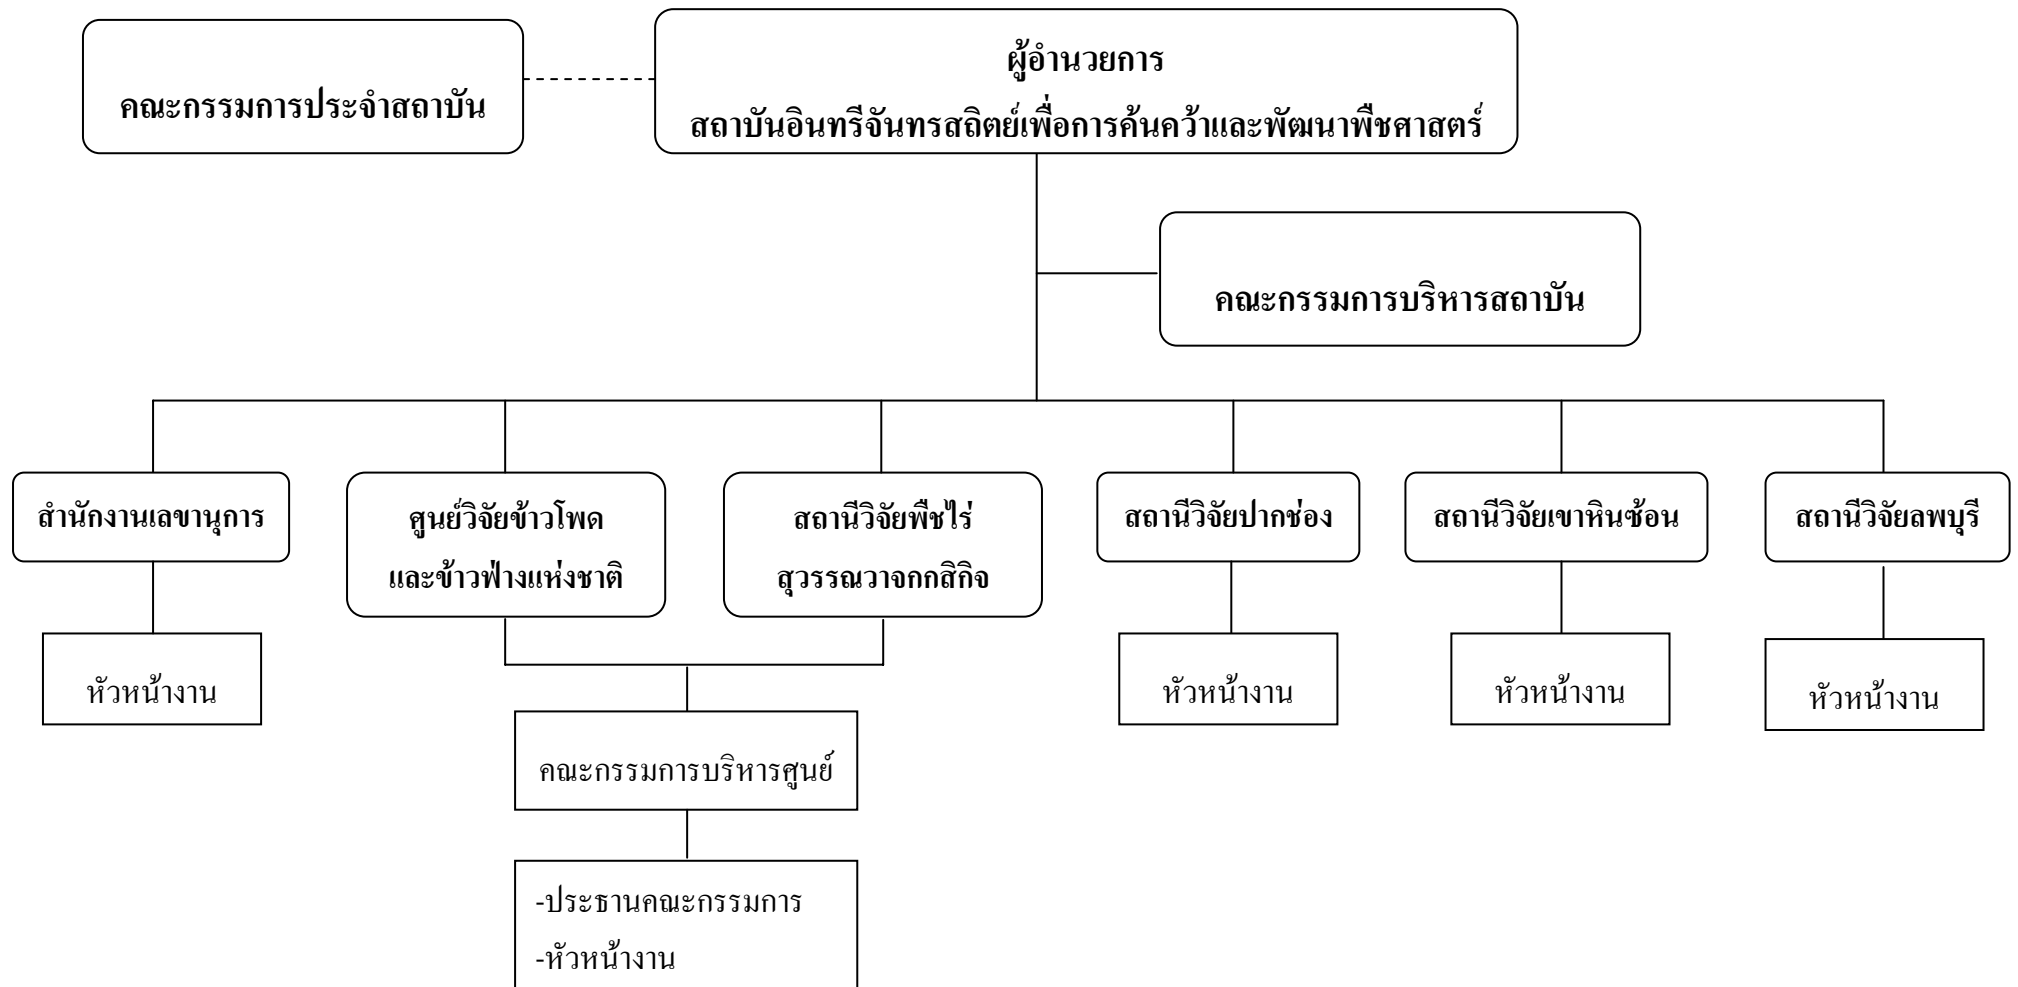 คณะกรรมการประจำสถาบัน
ผู้อำนวยการ
สถาบันอินทรีจันทรสถิตย์เพื่อการค้นคว้าและพัฒนาพืชศาสตร์
คณะกรรมการบริหารสถาบัน
สำนักงานเลขานุการ
ศูนย์วิจัยข้าวโพด
และข้าวฟ่างแห่งชาติ
สถานีวิจัยพืชไร่
สุวรรณวาจกกสิกิจ
สถานีวิจัยปากช่อง
สถานีวิจัยเขาหินซ้อน
สถานีวิจัยลพบุรี
หัวหน้างาน
หัวหน้างาน
หัวหน้างาน
หัวหน้างาน
คณะกรรมการบริหารศูนย์
-ประธานคณะกรรมการ
-หัวหน้างาน